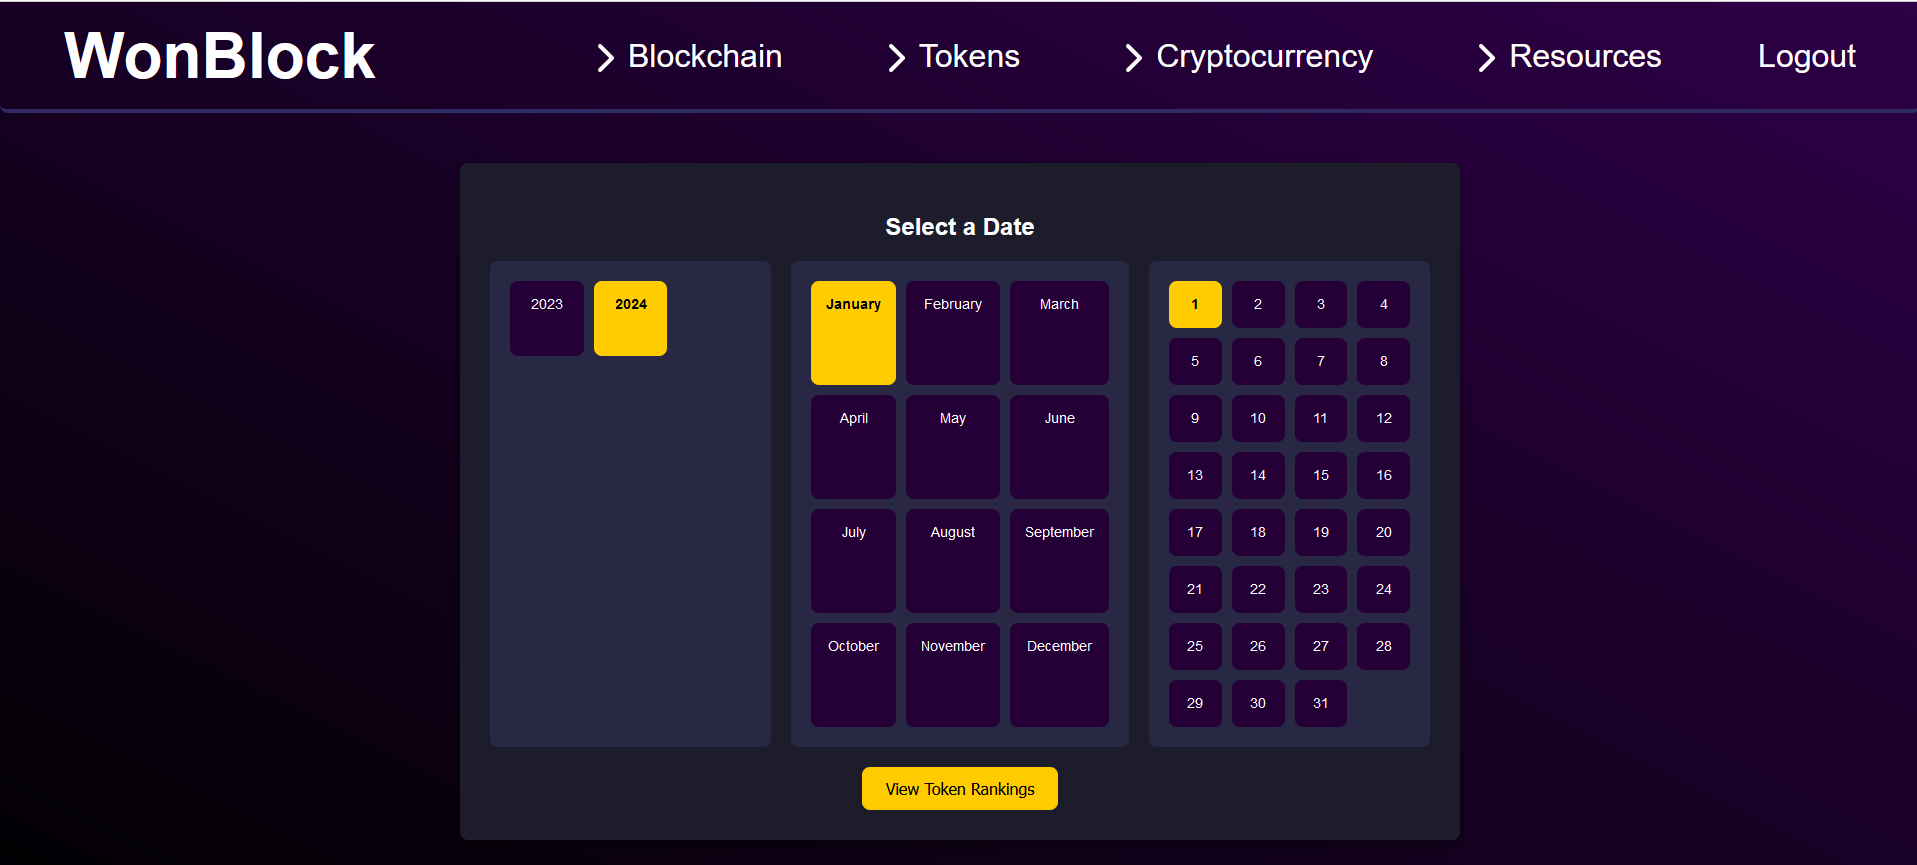 WonBlock
Blockchain
Tokens
Cryptocurrency
Resources
Logout
Select a Date
2023 2024
January February March
April May June
July August September
October November December
1 2 3 4
5 6 7 8
9 10 11 12
13 14 15 16
17 18 19 20
21 22 23 24
25 26 27 28
29 30 31
View Token Rankings